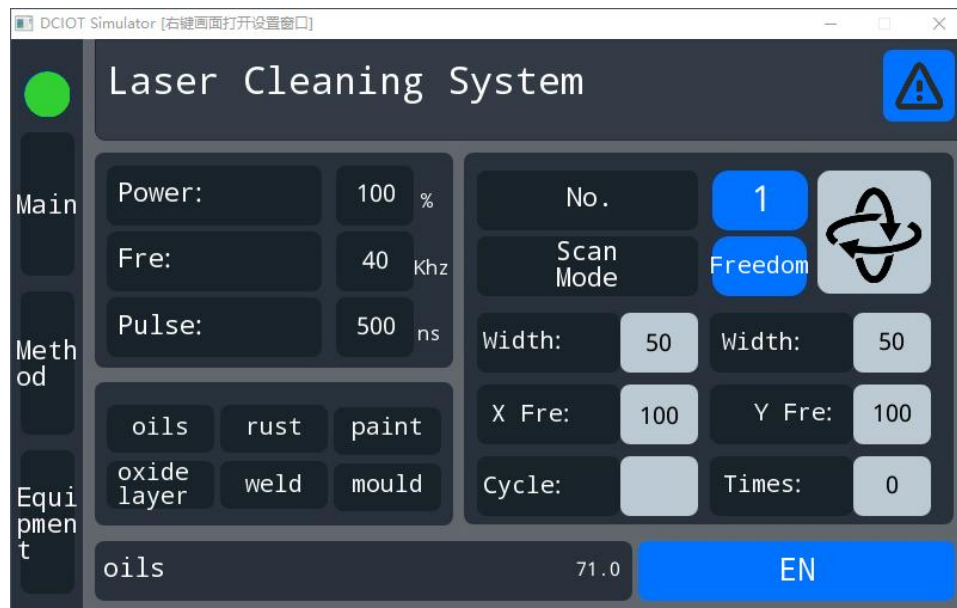 DCIOT Simulator [右键画面打开设置窗口]
Laser Cleaning System
Main
Meth
od
Equi
pmen
t
Power: 100 %
Fre: 40 Khz
Pulse: 500 ns
oils rust paint
oxide
layer
weld mould
No. 1
Scan
Mode
Freedom
Width: 50 Width: 50
X Fre: 100 Y Fre: 100
Cycle: Times: 0
oils 71.0
EN